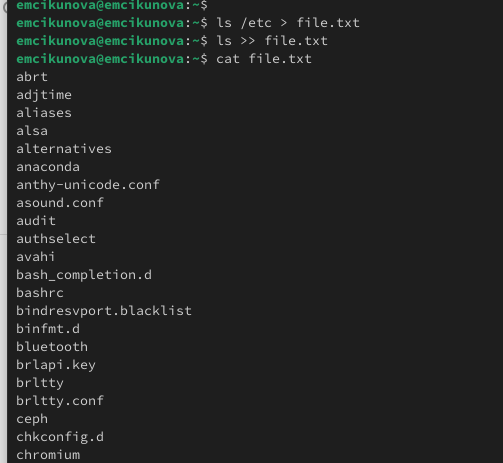 emcikunova@emcikunova:~$
emcikunova@emcikunova:~$ ls /etc > file.txt
emcikunova@emcikunova:~$ ls >> file.txt
emcikunova@emcikunova:~$ cat file.txt
abrt
adjtime
aliases
alsa
alternatives
anaconda
anthy-unicode.conf
asound.conf
audit
authselect
avahi
bash_completion.d
bashrc
bindresvport.blacklist
binfmt.d
bluetooth
brlapi.key
brltty
brltty.conf
ceph
chkconfig.d
chromium